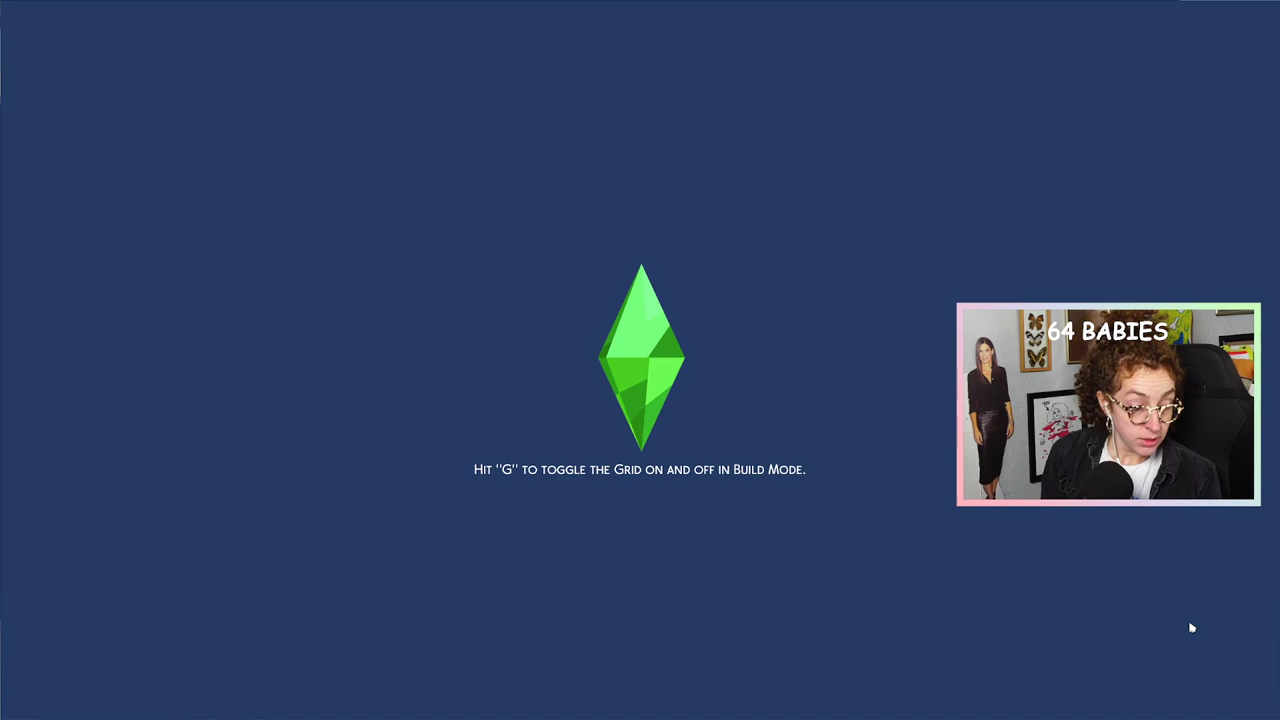 64 BABIES
Hit "G" to toggle the Grid on and off in Build Mode.